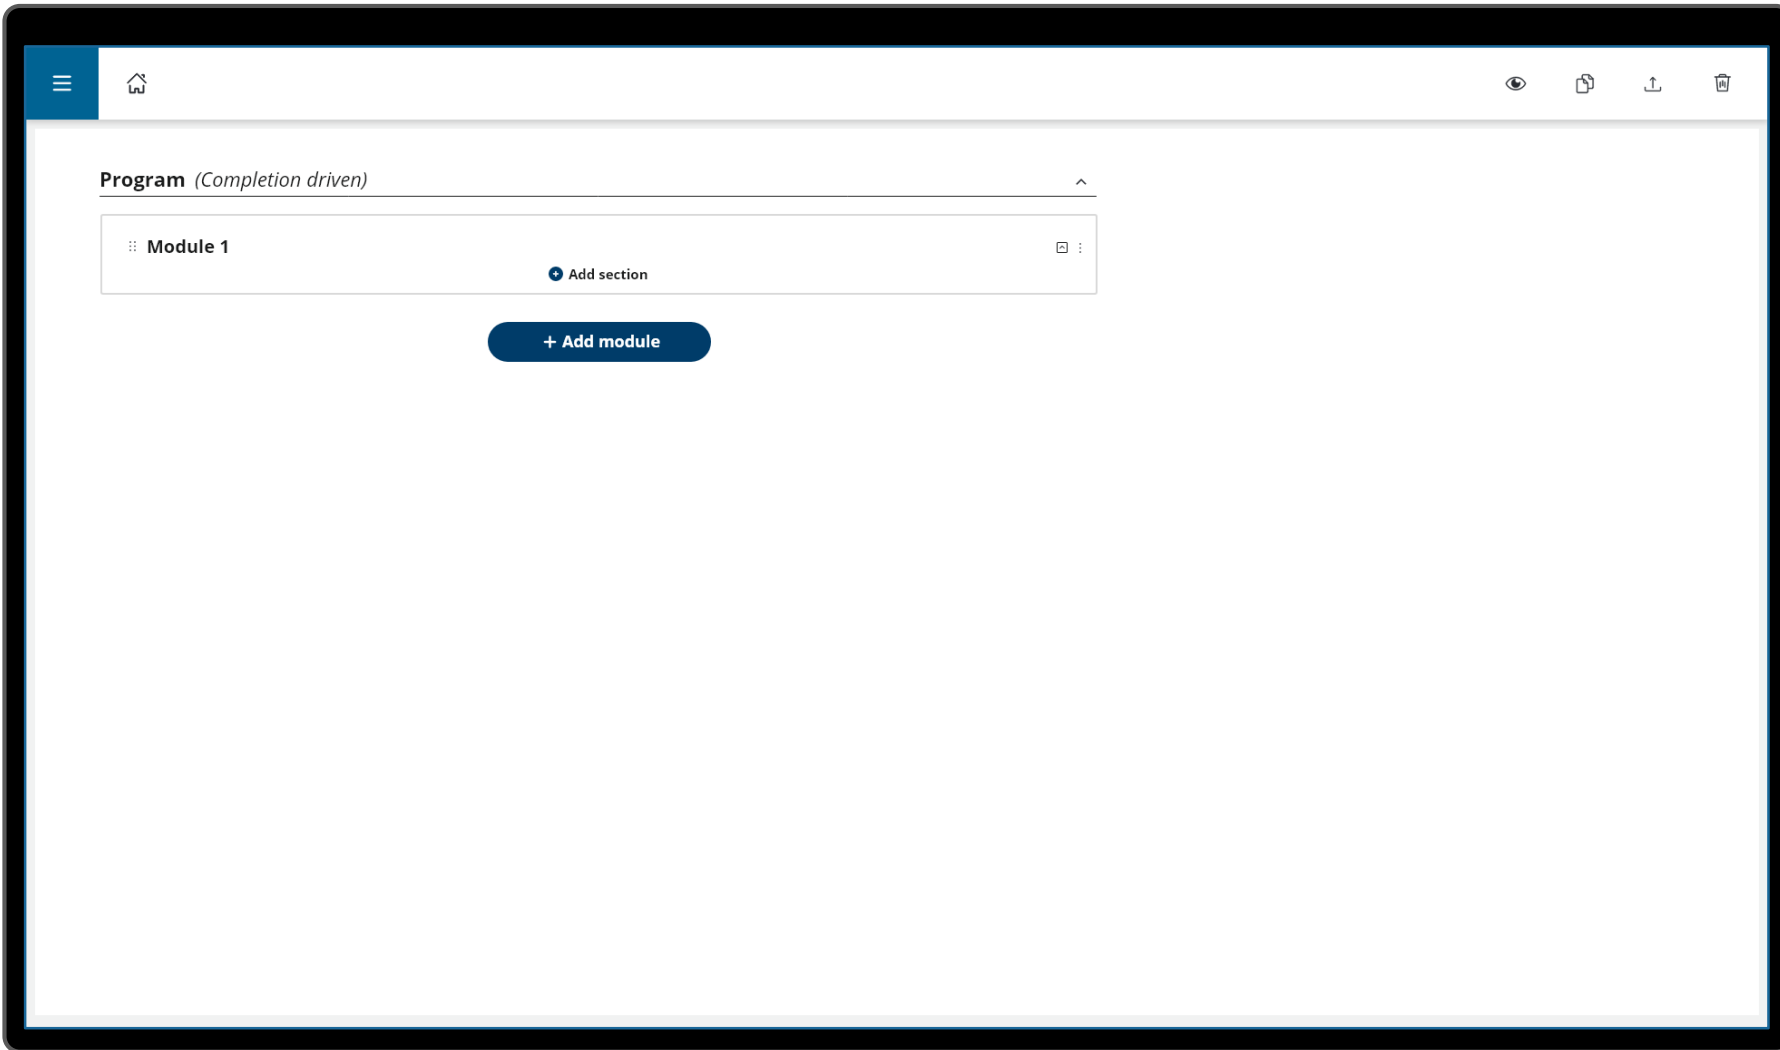 Program (Completion driven)
Module 1
Add section
+ Add module